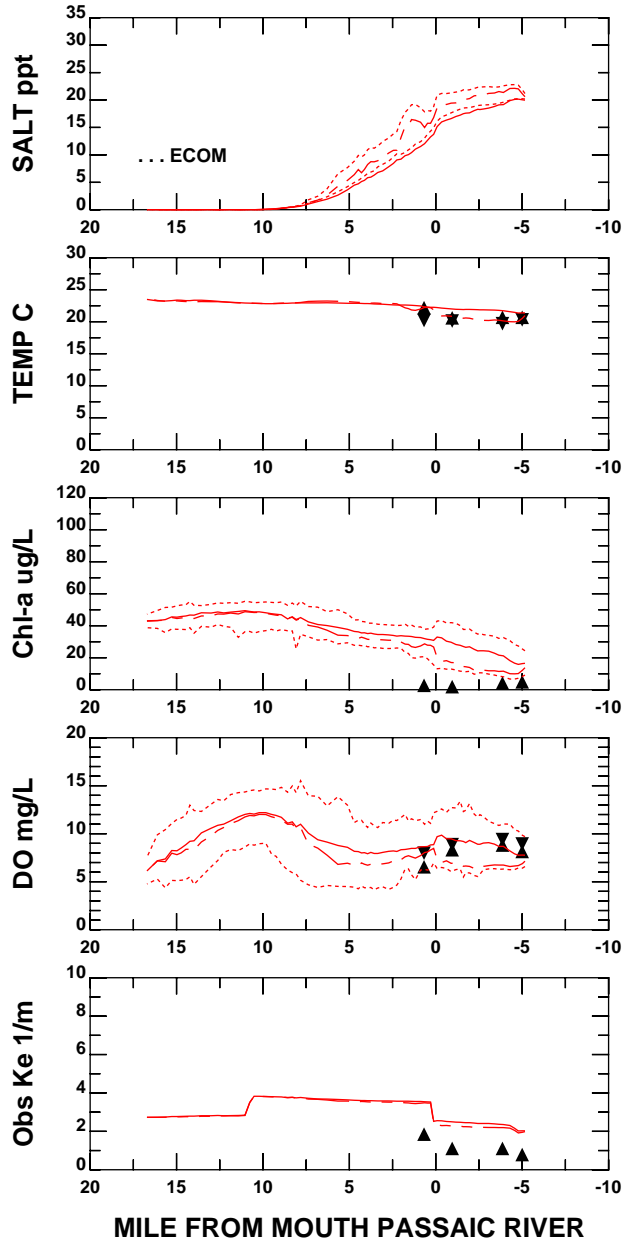 SALT ppt
35
30
25
20
15
10
5
0
. . . ECOM
20 15 10 5 0 -5 -10
TEMP C
30
25
20
15
10
5
0
20 15 10 5 0 -5 -10
Chl-a ug/L
120
100
80
60
40
20
0
20 15 10 5 0 -5 -10
DO mg/L
20
15
10
5
0
20 15 10 5 0 -5 -10
Obs Ke 1/m
10
8
6
4
2
0
20 15 10 5 0 -5 -10
MILE FROM MOUTH PASSAIC RIVER